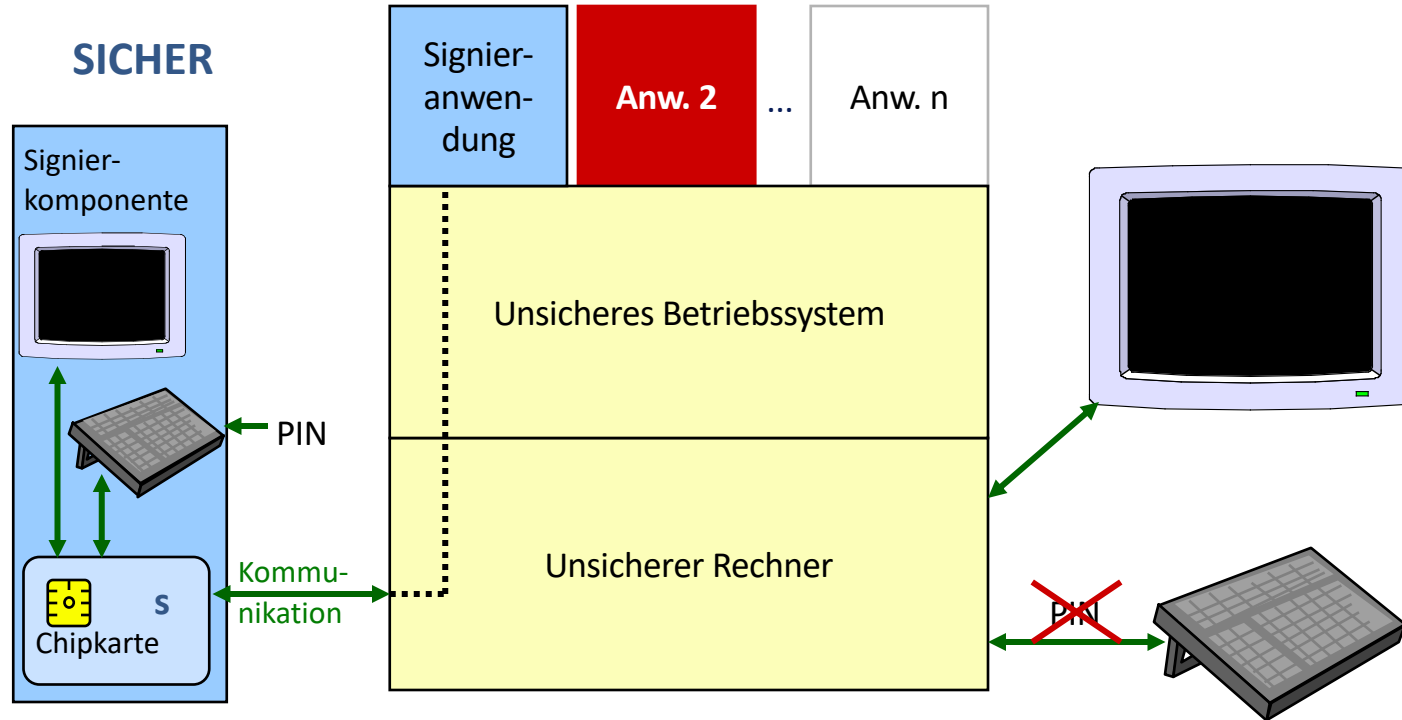 SICHER
Signier-
komponente
PIN
s
Chipkarte
Kommu-
nikation
Signier-
anwen-
dung
Anw. 2
...
Anw. n
Unsicheres Betriebssystem
Unsicherer Rechner
PIN